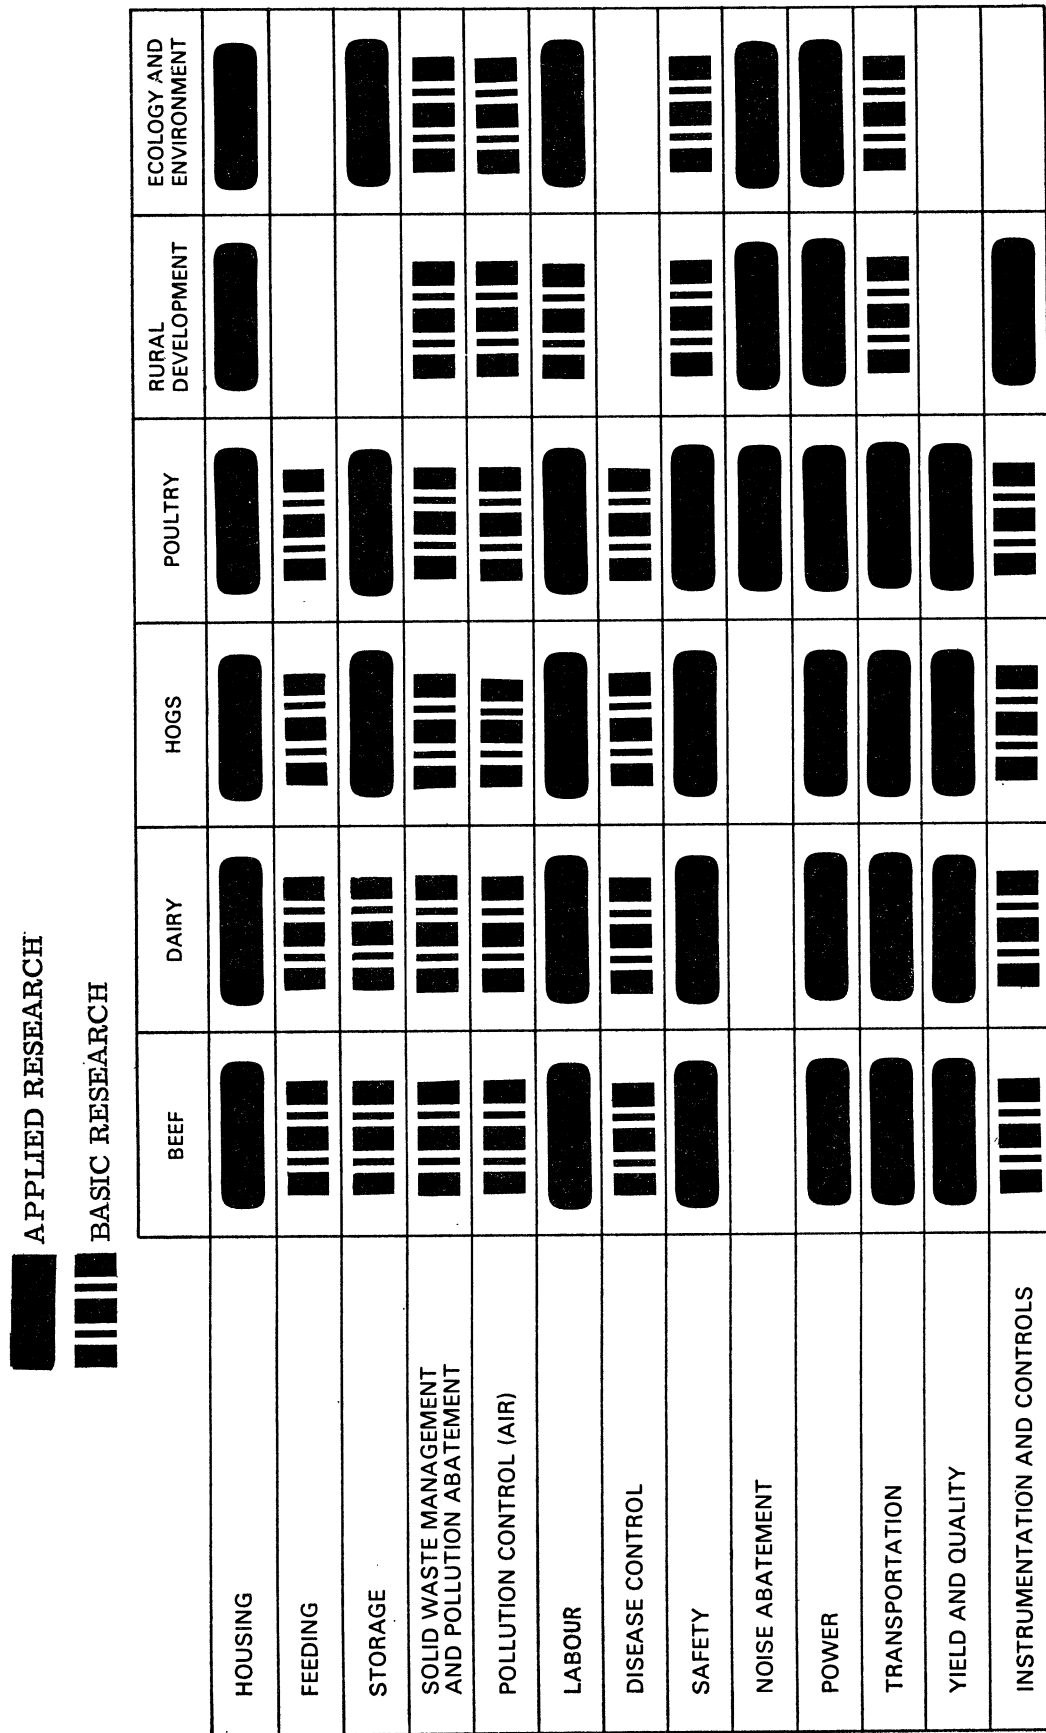 APPLIED RESEARCH
BASIC RESEARCH
BEEF
DAIRY
HOGS
POULTRY
RURAL
DEVELOPMENT
ECOLOGY AND
ENVIRONMENT
HOUSING
FEEDING
STORAGE
SOLID WASTE MANAGEMENT
AND POLLUTION ABATEMENT
POLLUTION CONTROL (AIR)
LABOUR
DISEASE CONTROL
SAFETY
NOISE ABATEMENT
POWER
TRANSPORTATION
YIELD AND QUALITY
INSTRUMENTATION AND CONTROLS